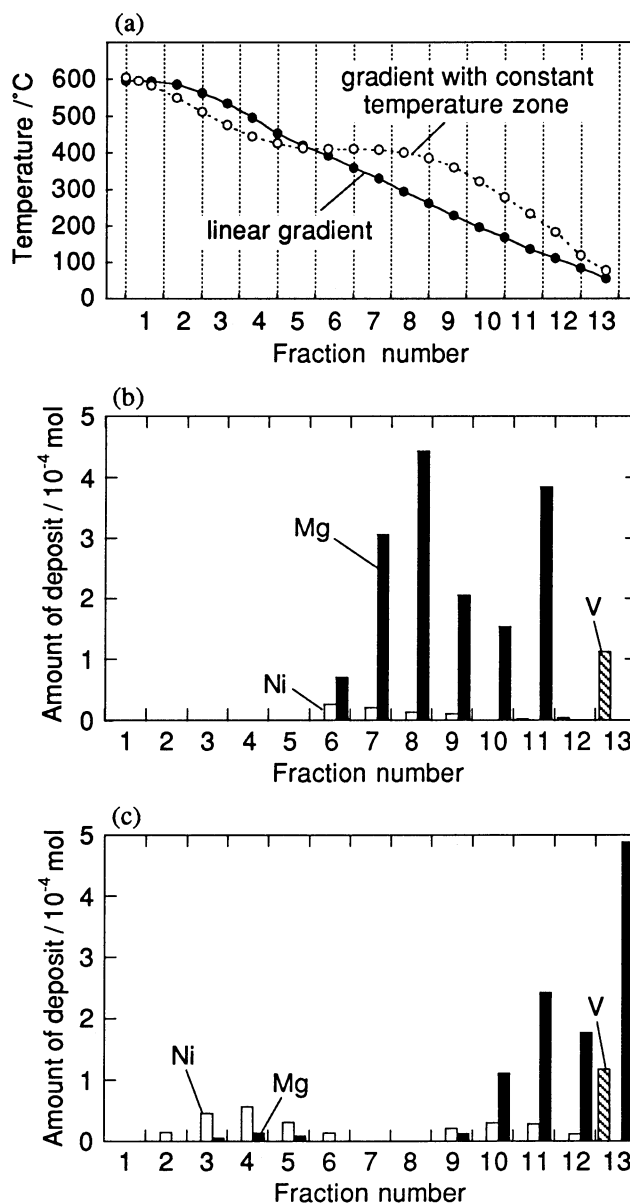 (a)
Temperature /°C
600
500
400
300
200
100
0
gradient with constant
temperature zone
linear gradient
1 2 3 4 5 6 7 8 9 10 11 12 13
Fraction number
(b)
Amount of deposit / 10⁻⁴ mol
5
4
3
2
1
0
Mg
Ni
V
1 2 3 4 5 6 7 8 9 10 11 12 13
Fraction number
(c)
Amount of deposit / 10⁻⁴ mol
5
4
3
2
1
0
Ni
Mg
V
1 2 3 4 5 6 7 8 9 10 11 12 13
Fraction number